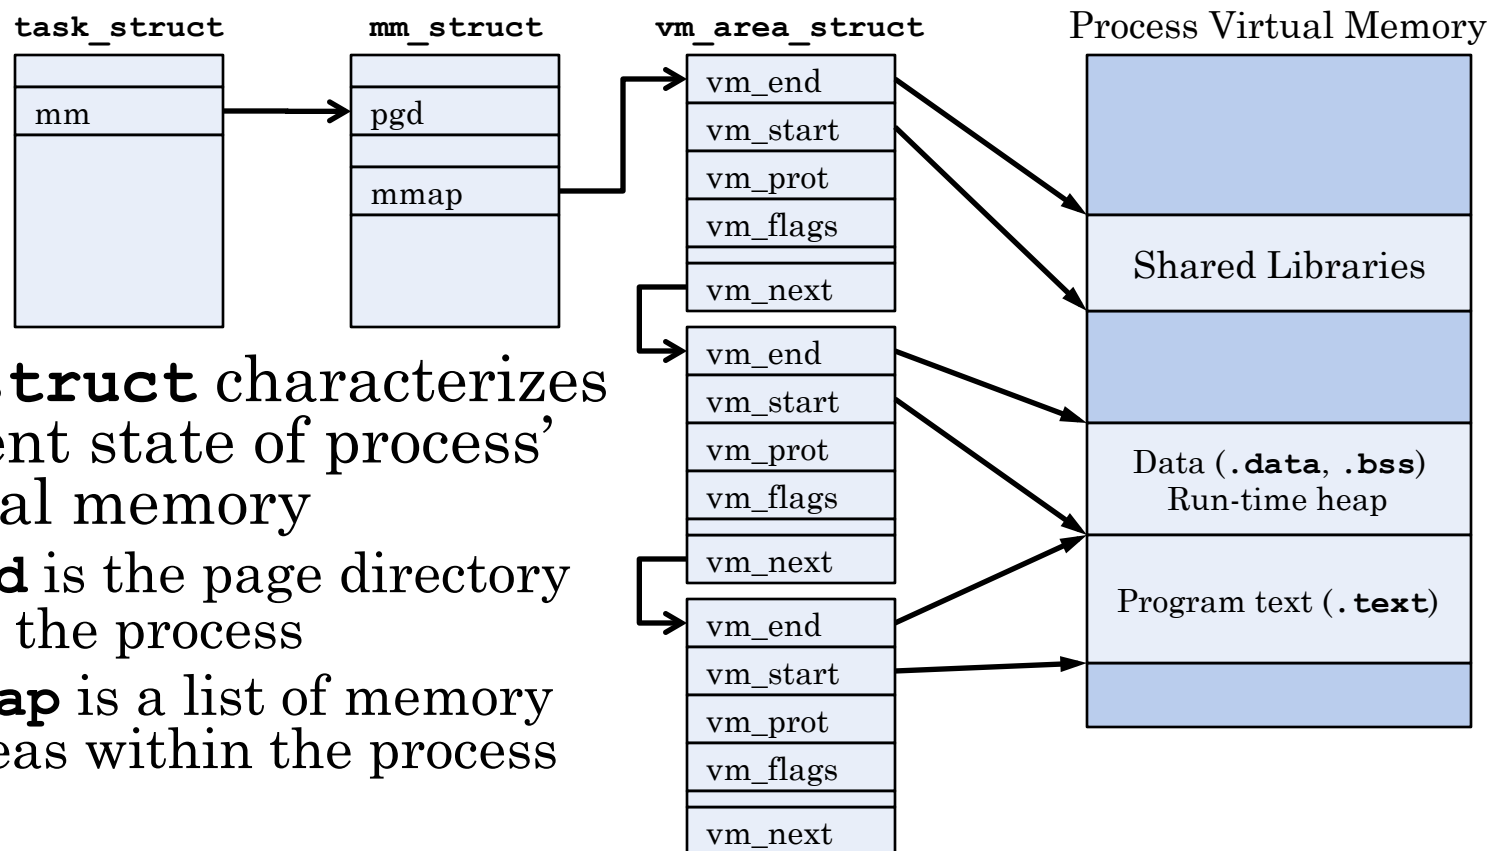 task_struct
mm
mm_struct
pgd
mmap
vm_area_struct
vm_end
vm_start
vm_prot
vm_flags
vm_next
vm_end
vm_start
vm_prot
vm_flags
vm_next
vm_end
vm_start
vm_prot
vm_flags
vm_next
Process Virtual Memory
Shared Libraries
Data (.data, .bss)
Run-time heap
Program text (.text)
truct characterizes
ent state of process’
al memory
d is the page directory
the process
ap is a list of memory
eas within the process